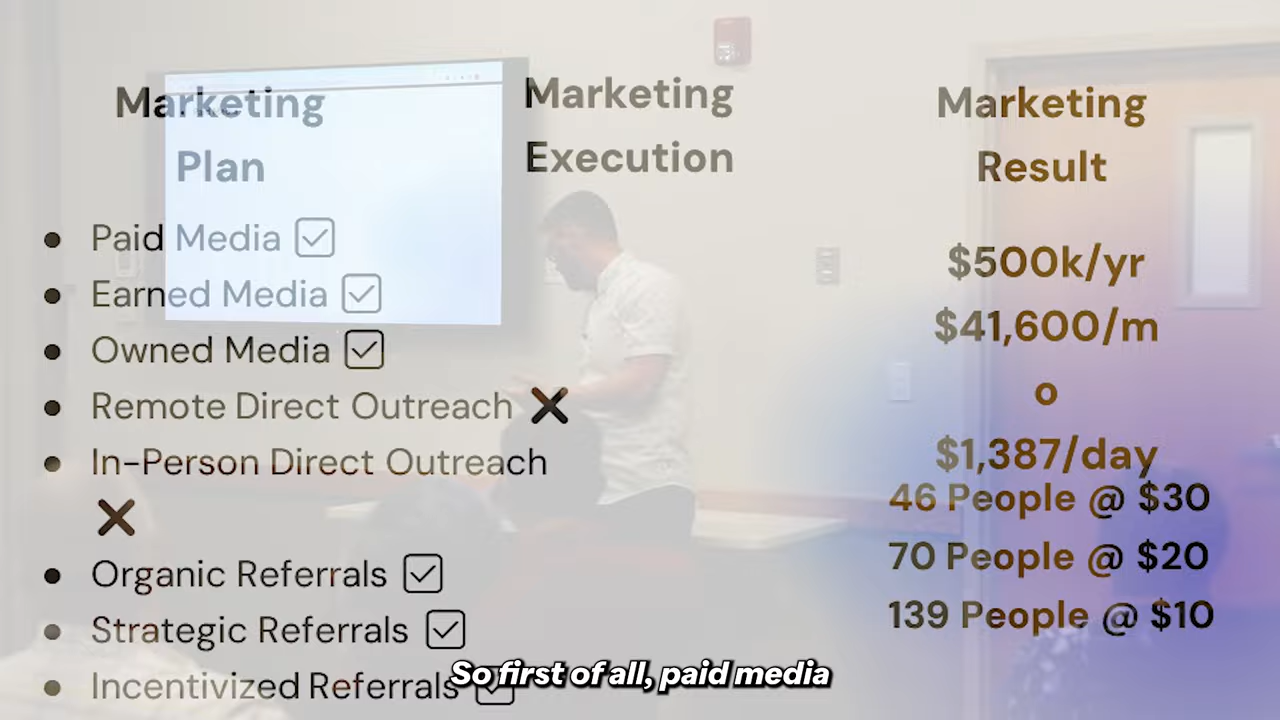 Marketing
Plan
• Paid Media ☑
• Earned Media ☑
• Owned Media ☑
• Remote Direct Outreach ✖
• In-Person Direct Outreach
✖
• Organic Referrals ☑
• Strategic Referrals ☑
• Incentivized Referrals ☑
Marketing
Execution
Marketing
Result
$500k/yr
$41,600/m
o
$1,387/day
46 People @ $30
70 People @ $20
139 People @ $10
So first of all, paid media